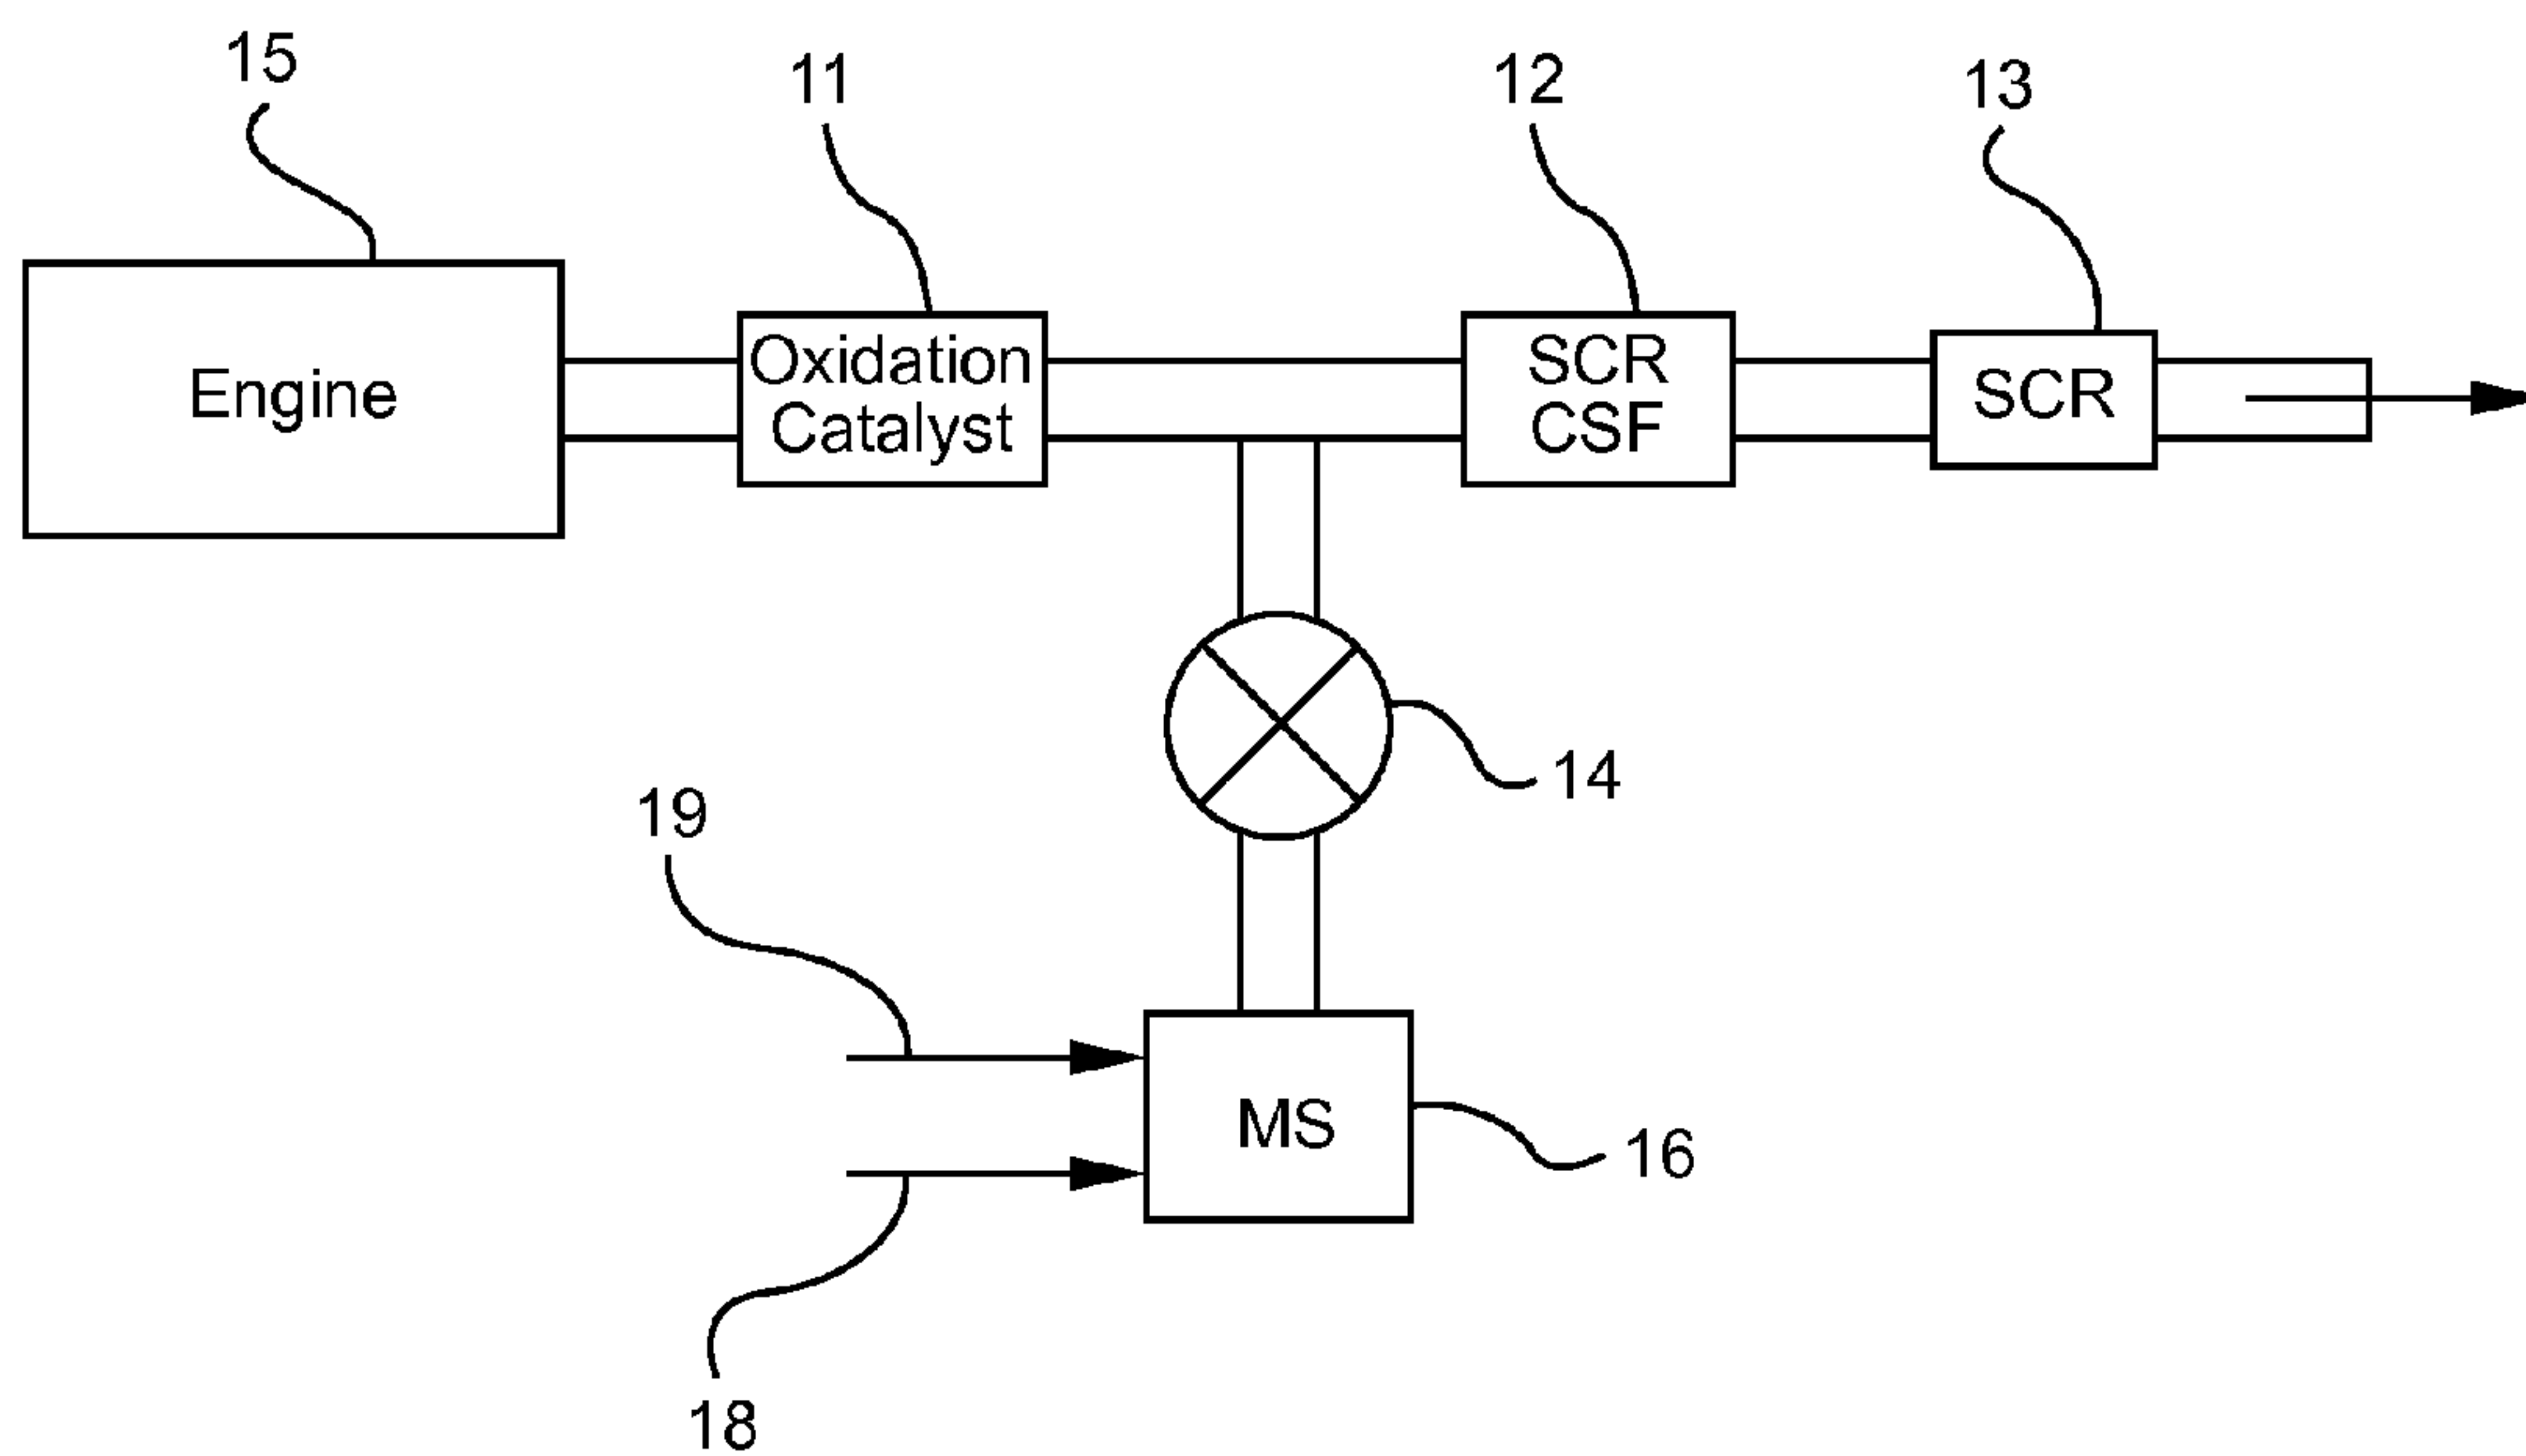 15
11
12
13
Engine
Oxidation
Catalyst
SCR
CSF
SCR
14
19
MS
16
18